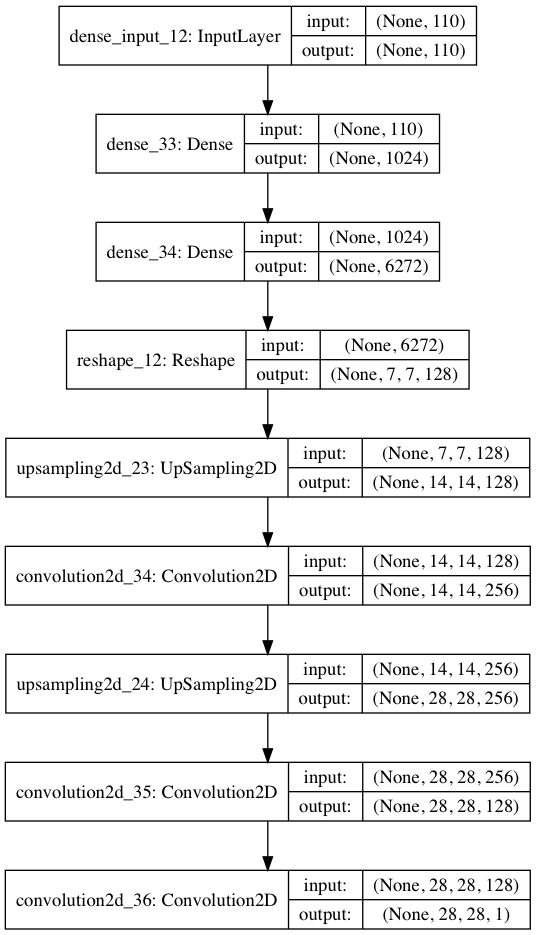 dense_input_12: InputLayer
input: (None, 110)
output: (None, 110)
dense_33: Dense
input: (None, 110)
output: (None, 1024)
dense_34: Dense
input: (None, 1024)
output: (None, 6272)
reshape_12: Reshape
input: (None, 6272)
output: (None, 7, 7, 128)
upsampling2d_23: UpSampling2D
input: (None, 7, 7, 128)
output: (None, 14, 14, 128)
convolution2d_34: Convolution2D
input: (None, 14, 14, 128)
output: (None, 14, 14, 256)
upsampling2d_24: UpSampling2D
input: (None, 14, 14, 256)
output: (None, 28, 28, 256)
convolution2d_35: Convolution2D
input: (None, 28, 28, 256)
output: (None, 28, 28, 128)
convolution2d_36: Convolution2D
input: (None, 28, 28, 128)
output: (None, 28, 28, 1)